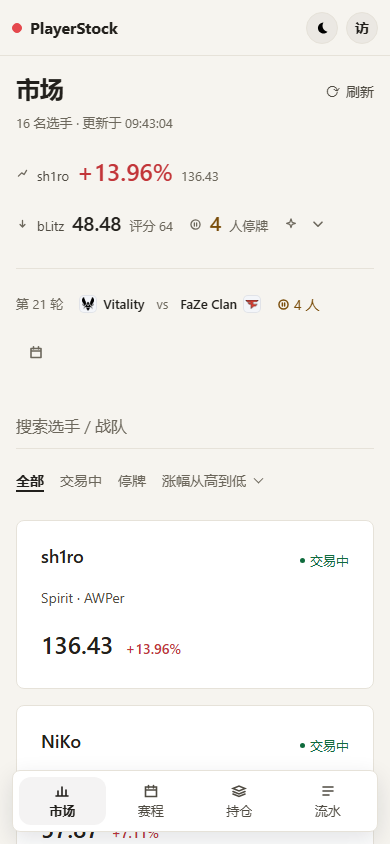 PlayerStock
访
市场
刷新
16 名选手 · 更新于 09:43:04
sh1ro +13.96% 136.43
bLitz 48.48 评分 64 4 人停牌
第 21 轮 Vitality vs FaZe Clan 4 人
搜索选手 / 战队
全部 交易中 停牌 涨幅从高到低
sh1ro
交易中
Spirit · AWPer
136.43 +13.96%
NiKo
交易中
市场 赛程 持仓 流水